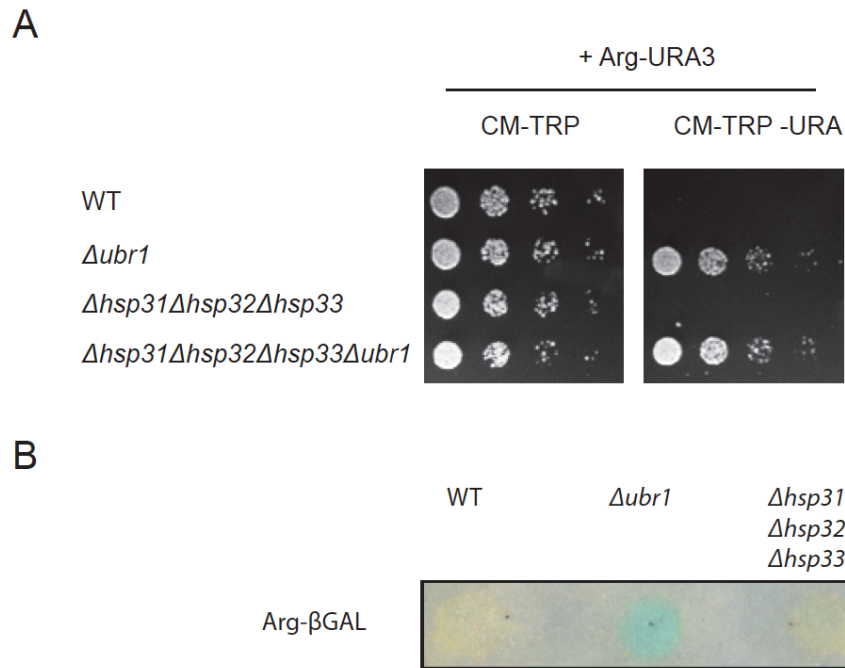 A
+ Arg-URA3
CM-TRP
CM-TRP -URA
WT
Δubr1
Δhsp31Δhsp32Δhsp33
Δhsp31Δhsp32Δhsp33Δubr1
B
WT
Δubr1
Δhsp31
Δhsp32
Δhsp33
Arg-βGAL